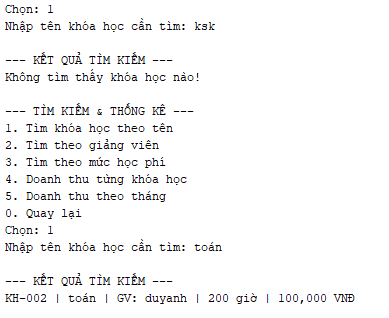 Chọn: 1
Nhập tên khóa học cần tìm: ksk
--- KẾT QUẢ TÌM KIẾM ---
Không tìm thấy khóa học nào!
--- TÌM KIẾM & THỐNG KÊ ---
1. Tìm khóa học theo tên
2. Tìm theo giảng viên
3. Tìm theo mức học phí
4. Doanh thu từng khóa học
5. Doanh thu theo tháng
0. Quay lại
Chọn: 1
Nhập tên khóa học cần tìm: toán
--- KẾT QUẢ TÌM KIẾM ---
KH-002 | toán | GV: duyanh | 200 giờ | 100,000 VNĐ